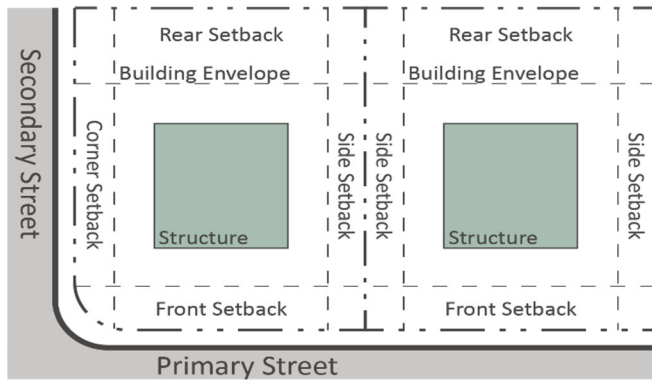 Rear Setback
Rear Setback
Building Envelope
Building Envelope
Secondary Street
Corner Setback
Side Setback
Side Setback
Side Setback
Structure
Structure
Front Setback
Front Setback
Primary Street